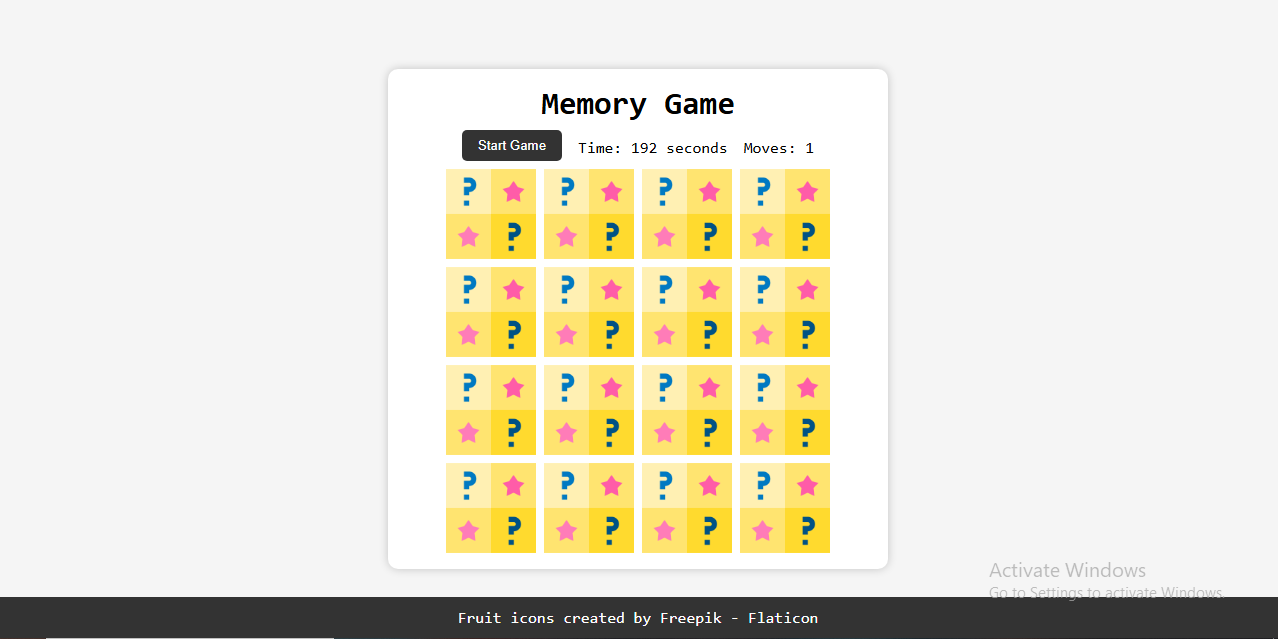 Memory Game
Start Game Time: 192 seconds Moves: 1
? ? ? ?
? ? ? ?
? ? ? ?
? ? ? ?
? ? ? ?
? ? ? ?
? ? ? ?
? ? ? ?
Activate Windows
Go to Settings to activate Windows.
Fruit icons created by Freepik - Flaticon